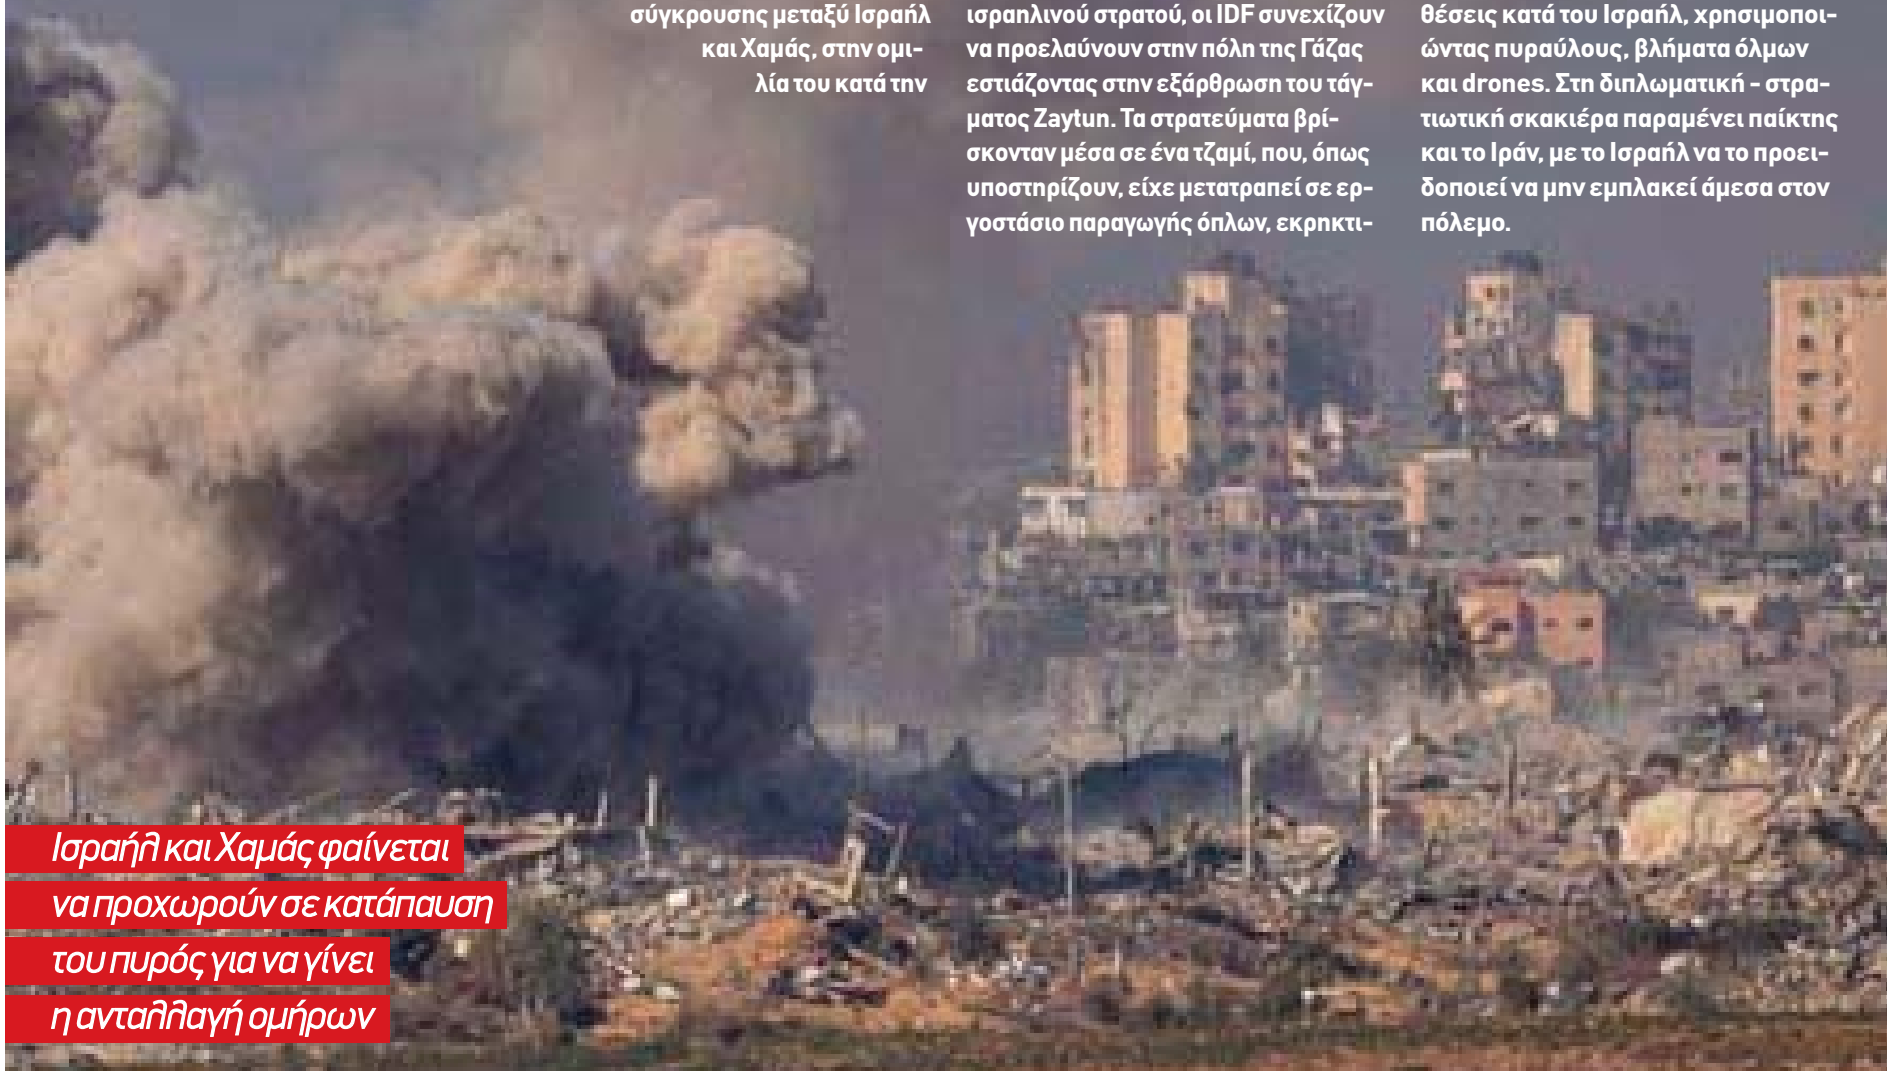 σύγκρουσης μεταξύ Ισραήλ
και Χαμάς, στην ομι-
λία του κατά την
ισραηλινού στρατού, οι IDF συνεχίζουν
να προελαύνουν στην πόλη της Γάζας
εστιάζοντας στην εξάρθρωση του τάγ-
ματος Zaytun. Τα στρατεύματα βρί-
σκονταν μέσα σε ένα τζαμί, που, όπως
υποστηρίζουν, είχε μετατραπεί σε ερ-
γοστάσιο παραγωγής όπλων, εκρηκτι-
θέσεις κατά του Ισραήλ, χρησιμοποι-
ώντας πυραύλους, βλήματα όλμων
και drones. Στη διπλωματική - στρα-
τιωτική σκακιέρα παραμένει παίκτης
και το Ιράν, με το Ισραήλ να το προει-
δοποιεί να μην εμπλακεί άμεσα στον
πόλεμο.
Ισραήλ και Χαμάς φαίνεται
να προχωρούν σε κατάπαυση
του πυρός για να γίνει
η ανταλλαγή ομήρων